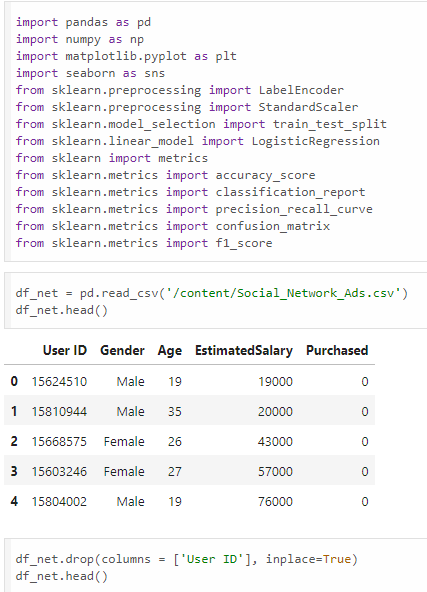 import pandas as pd
import numpy as np
import matplotlib.pyplot as plt
import seaborn as sns
from sklearn.preprocessing import LabelEncoder
from sklearn.preprocessing import StandardScaler
from sklearn.model_selection import train_test_split
from sklearn.linear_model import LogisticRegression
from sklearn import metrics
from sklearn.metrics import accuracy_score
from sklearn.metrics import classification_report
from sklearn.metrics import precision_recall_curve
from sklearn.metrics import confusion_matrix
from sklearn.metrics import f1_score
df_net = pd.read_csv('/content/Social_Network_Ads.csv')
df_net.head()
User ID Gender Age EstimatedSalary Purchased
0 15624510 Male 19 19000 0
1 15810944 Male 35 20000 0
2 15668575 Female 26 43000 0
3 15603246 Female 27 57000 0
4 15804002 Male 19 76000 0
df_net.drop(columns = ['User ID'], inplace=True)
df_net.head()